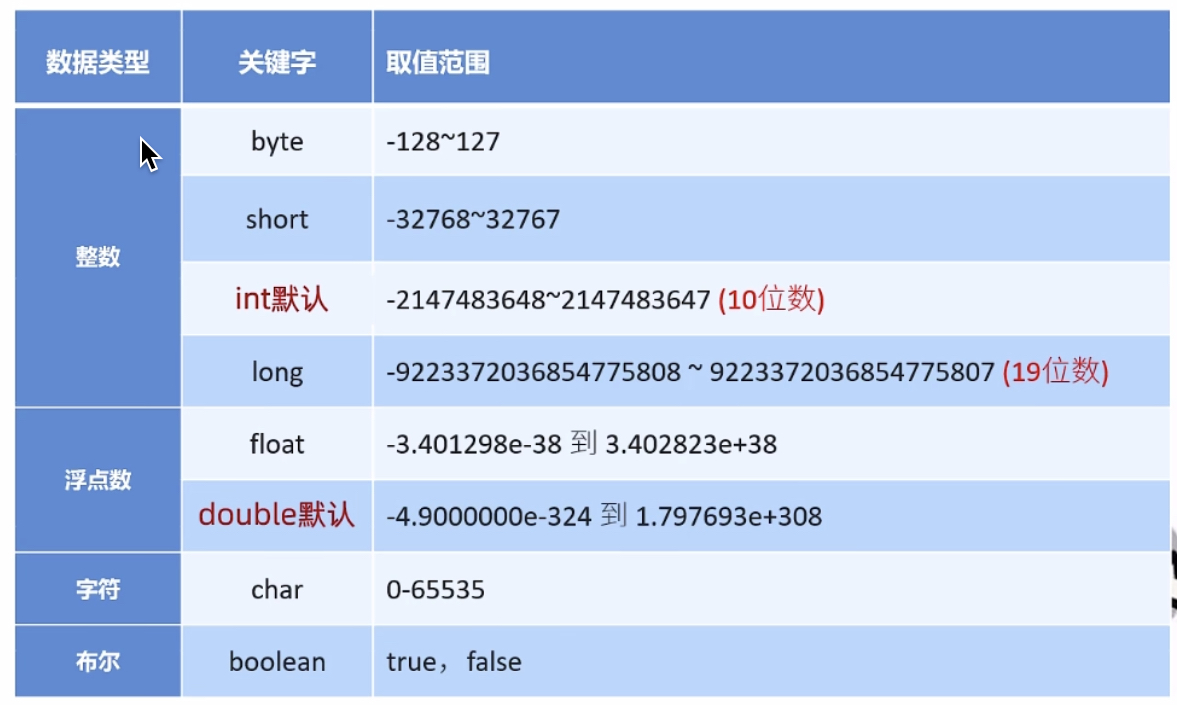 数据类型 关键字 取值范围
整数 byte -128~127
short -32768~32767
int默认 -2147483648~2147483647 (10位数)
long -9223372036854775808 ~ 9223372036854775807 (19位数)
浮点数 float -3.401298e-38 到 3.402823e+38
double默认 -4.9000000e-324 到 1.797693e+308
字符 char 0-65535
布尔 boolean true，false